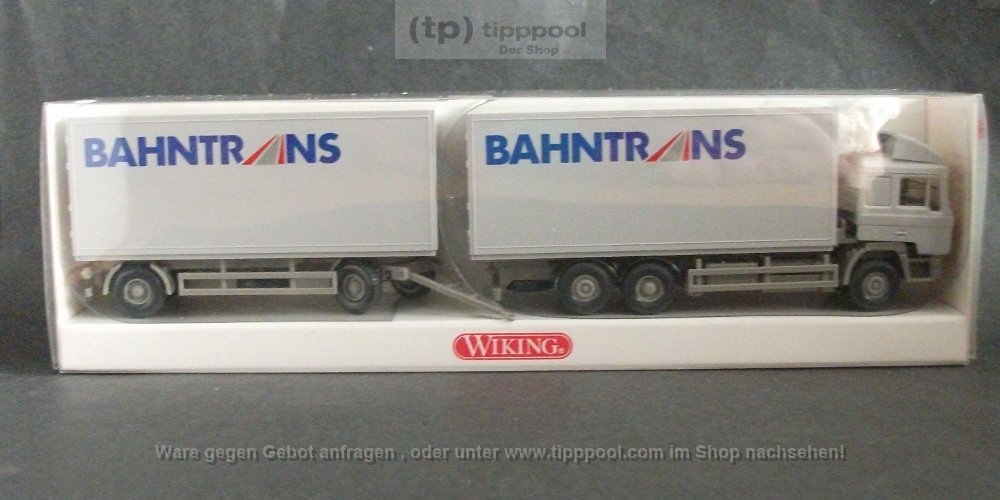 (tp) tipppool
Der Shop
BAHNTRANS
BAHNTRANS
WIKING®
Ware gegen Gebot anfragen , oder unter www.tipppool.com im Shop nachsehen!